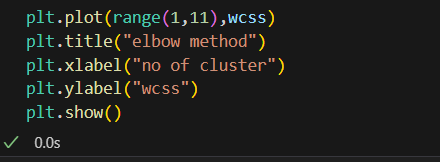 plt.plot(range(1,11),wcss)
plt.title("elbow method")
plt.xlabel("no of cluster")
plt.ylabel("wcss")
plt.show()
0.0s